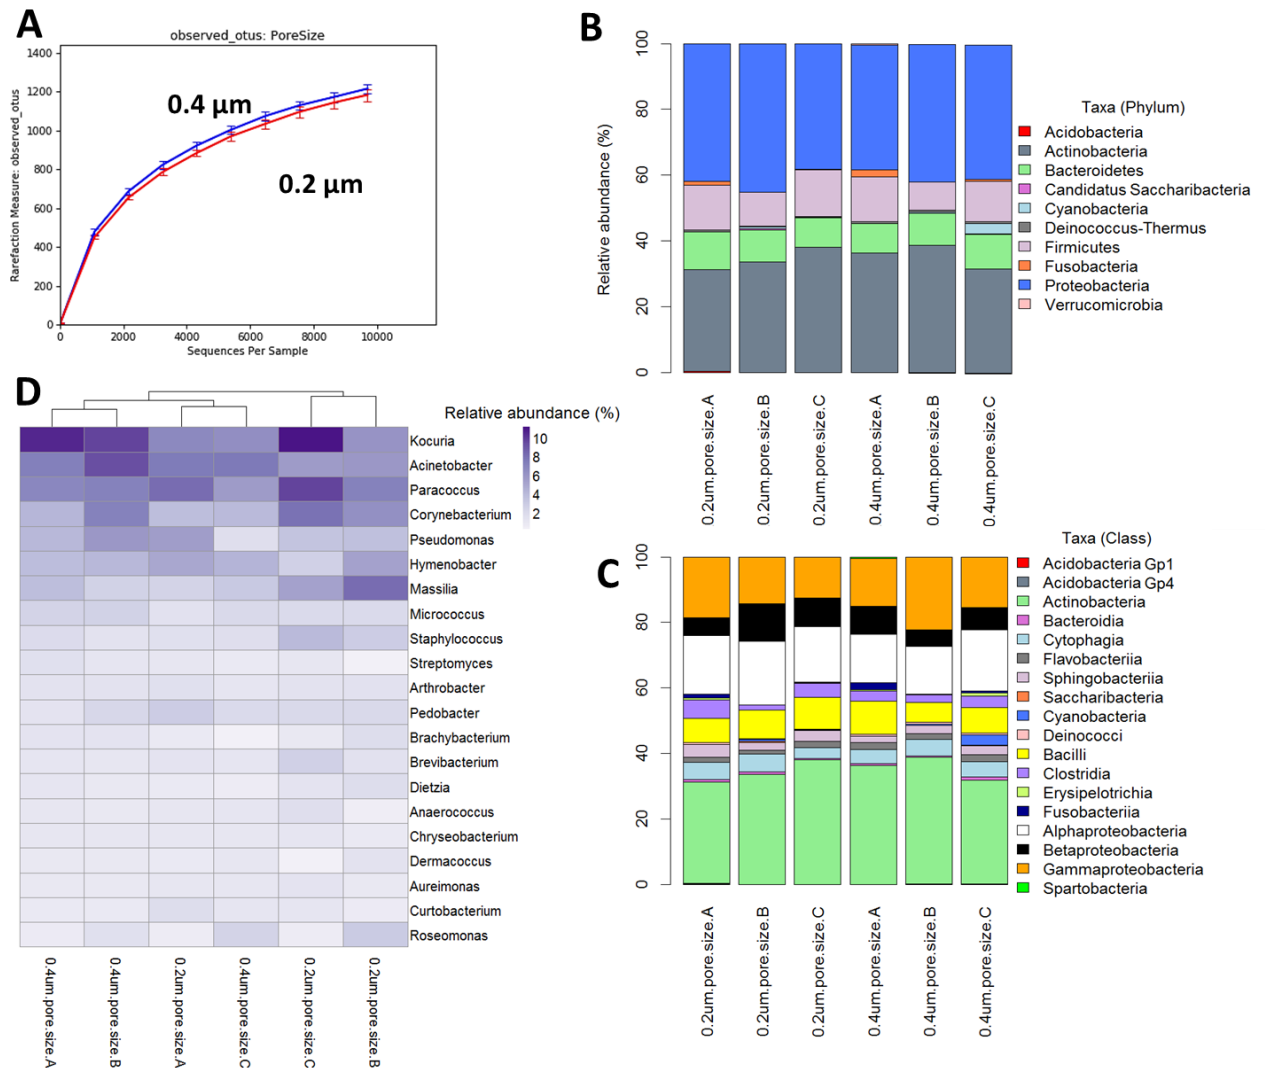 A
observed_otus: PoreSize
1400
1200
1000
800
600
400
200
0
Rarefaction Measure: observed_otus
0.4 µm
0.2 µm
0
2000
4000
6000
8000
10000
Sequences Per Sample
B
100
80
60
40
20
0
Relative abundance (%)
0.2um.pore.size.A
0.2um.pore.size.B
0.2um.pore.size.C
0.4um.pore.size.A
0.4um.pore.size.B
0.4um.pore.size.C
Taxa (Phylum)
Acidobacteria
Actinobacteria
Bacteroidetes
Candidatus Saccharibacteria
Cyanobacteria
Deinococcus-Thermus
Firmicutes
Fusobacteria
Proteobacteria
Verrucomicrobia
D
Relative abundance (%)
10
8
6
4
2
Kocuria
Acinetobacter
Paracoccus
Corynebacterium
Pseudomonas
Hymenobacter
Massilia
Micrococcus
Staphylococcus
Streptomyces
Arthrobacter
Pedobacter
Brachybacterium
Brevibacterium
Dietzia
Anaerococcus
Chryseobacterium
Dermacoccus
Aureimonas
Curtobacterium
Roseomonas
0.4um.pore.size.A
0.4um.pore.size.B
0.2um.pore.size.A
0.4um.pore.size.C
0.2um.pore.size.C
0.2um.pore.size.B
C
100
80
60
40
20
0
0.2um.pore.size.A
0.2um.pore.size.B
0.2um.pore.size.C
0.4um.pore.size.A
0.4um.pore.size.B
0.4um.pore.size.C
Taxa (Class)
Acidobacteria Gp1
Acidobacteria Gp4
Actinobacteria
Bacteroidia
Cytophagia
Flavobacteriia
Sphingobacteriia
Saccharibacteria
Cyanobacteria
Deinococci
Bacilli
Clostridia
Erysipelotrichia
Fusobacteriia
Alphaproteobacteria
Betaproteobacteria
Gammaproteobacteria
Spartobacteria